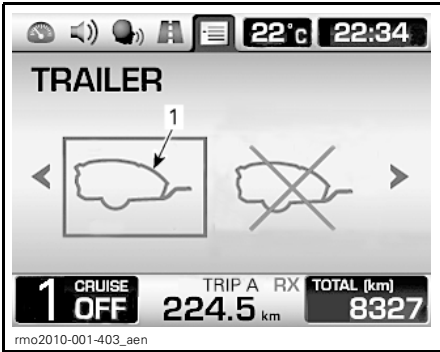 22°c 22:34
TRAILER
1
1 CRUISE OFF TRIP A RX 224.5 km TOTAL (km) 8327
rmo2010-001-403_aen